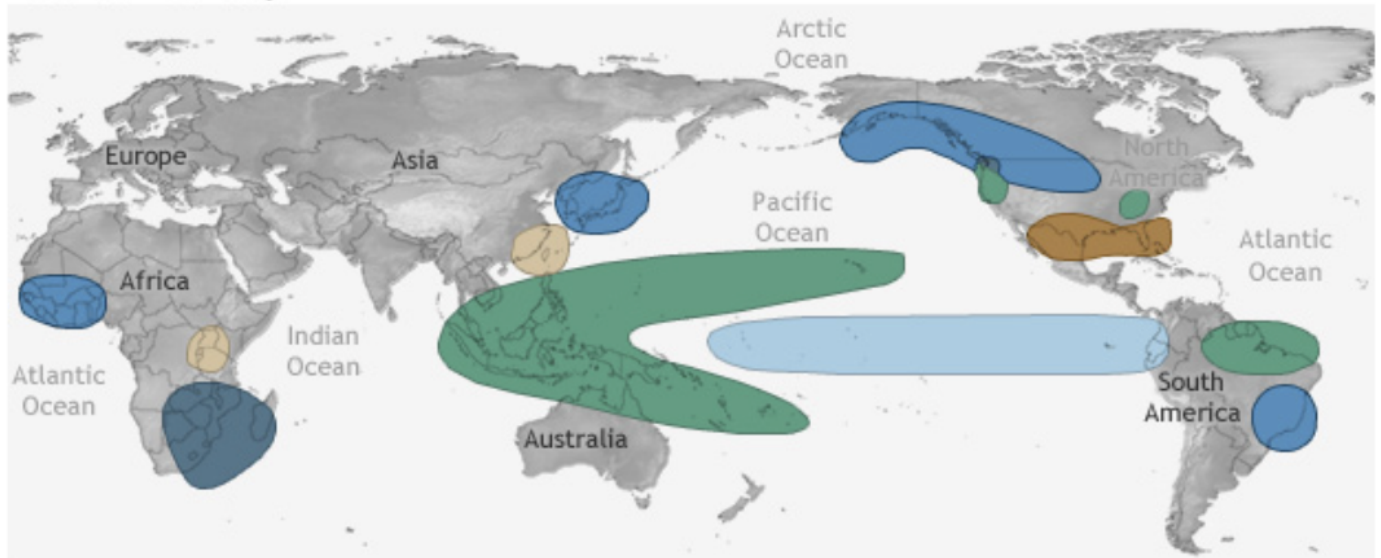 Arctic
Ocean
Europe
Asia
North
America
Pacific
Ocean
Atlantic
Ocean
Africa
Indian
Ocean
Atlantic
Ocean
South
America
Australia